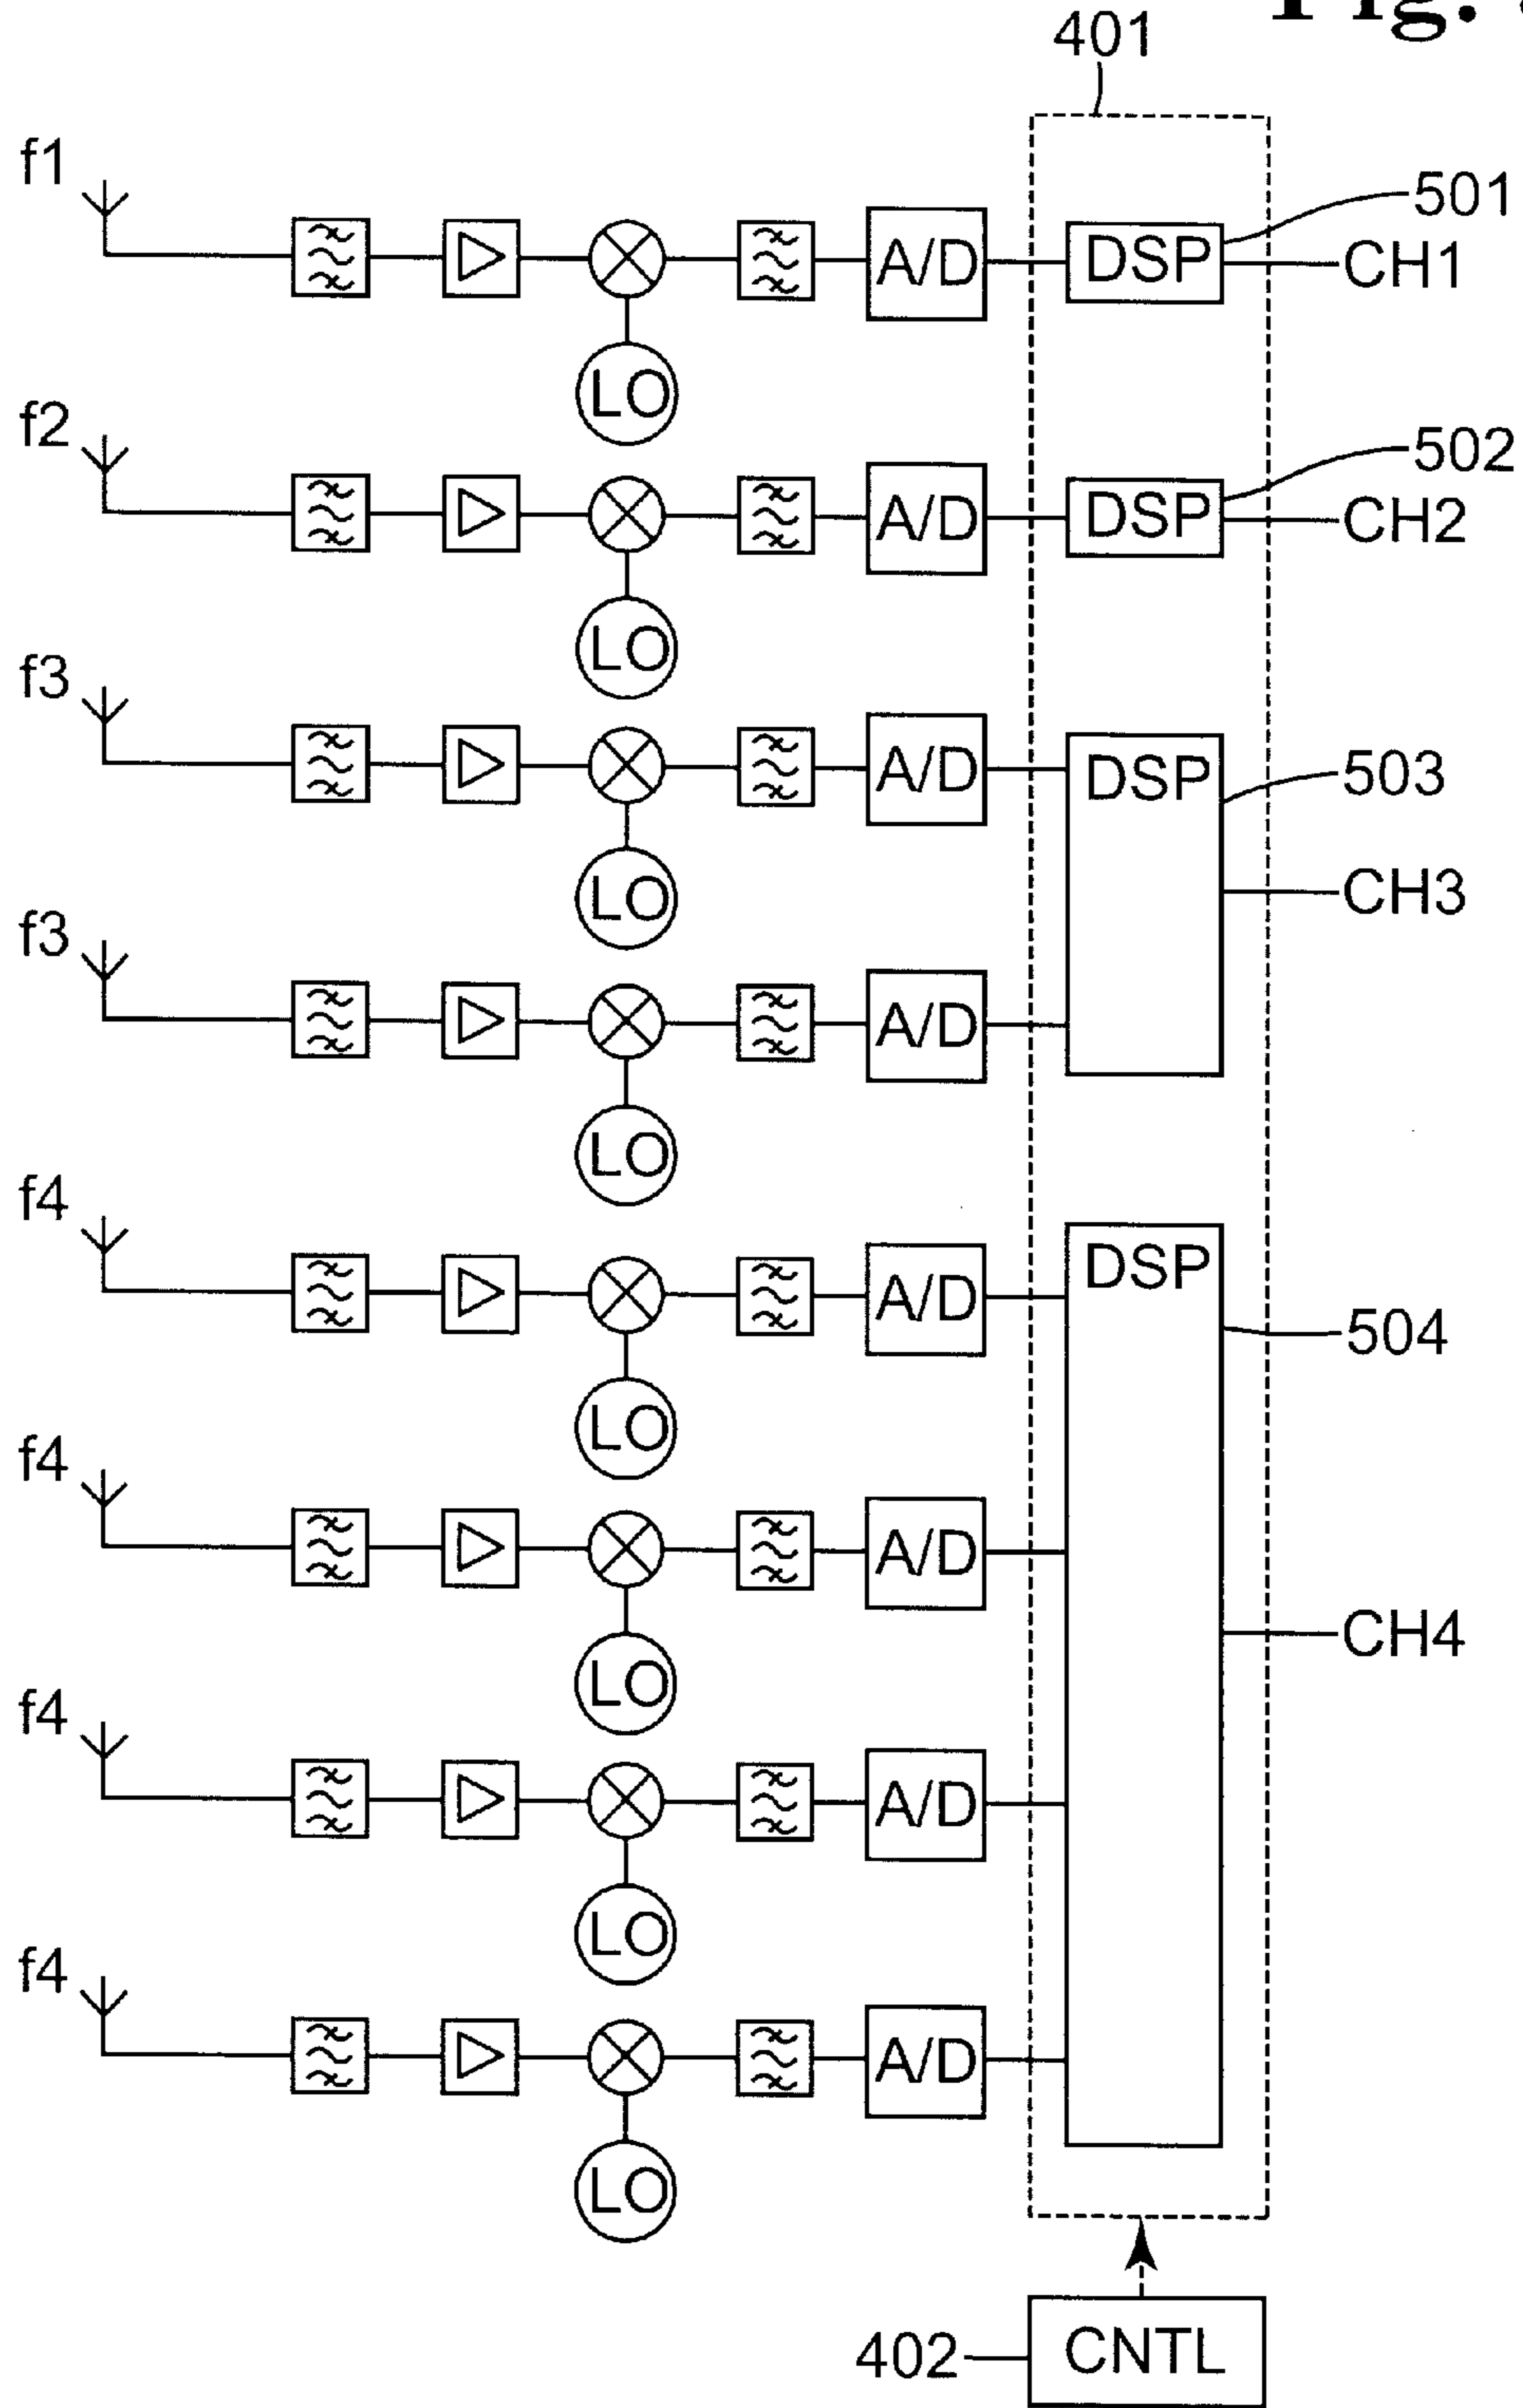 Fig.
401
f1
501
A/D
DSP
CH1
LO
f2
502
A/D
DSP
CH2
LO
f3
A/D
DSP
503
LO
CH3
f3
A/D
LO
f4
A/D
DSP
504
LO
f4
A/D
CH4
LO
f4
A/D
LO
f4
A/D
LO
402
CNTL